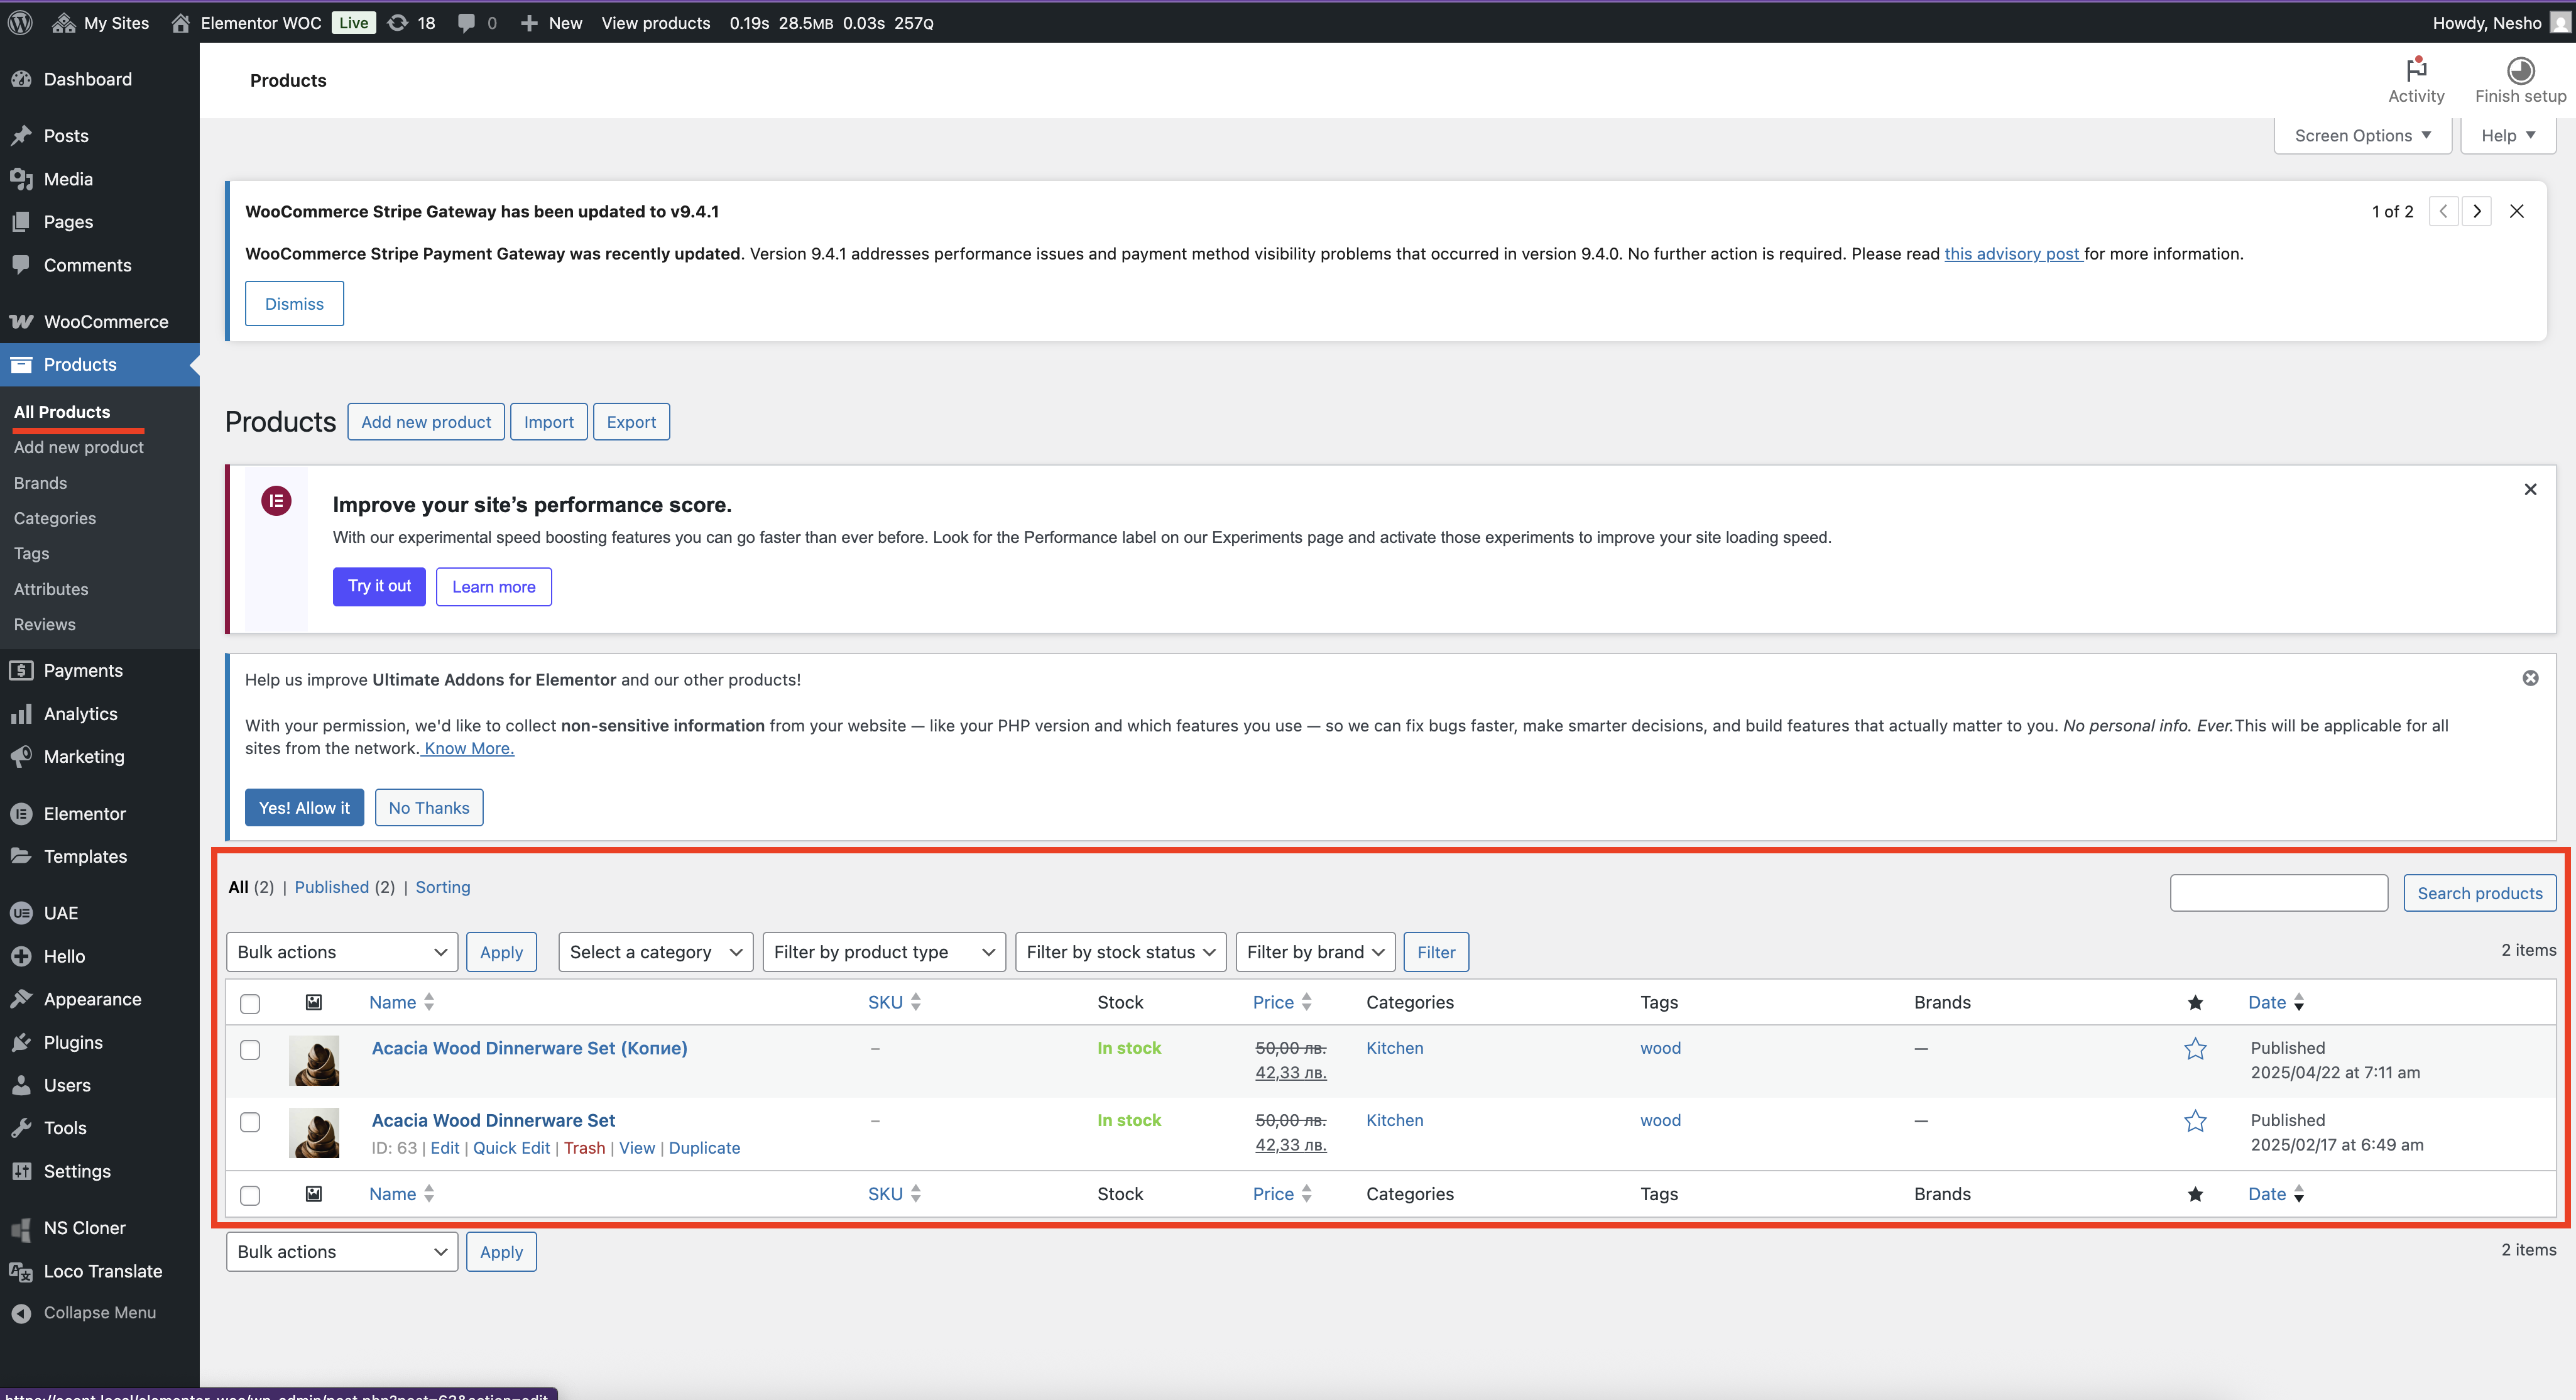 My Sites Elementor WOC Live 18 0 New View products 0.19s 28.5MB 0.03s 257Q Howdy, Nesho
Dashboard
Posts
Media
Pages
Comments
WooCommerce
Products
All Products
Add new product
Brands
Categories
Tags
Attributes
Reviews
Payments
Analytics
Marketing
Elementor
Templates
UAE
Hello
Appearance
Plugins
Users
Tools
Settings
NS Cloner
Loco Translate
Collapse Menu
Products
Activity Finish setup
Screen Options Help
WooCommerce Stripe Gateway has been updated to v9.4.1 1 of 2
WooCommerce Stripe Payment Gateway was recently updated. Version 9.4.1 addresses performance issues and payment method visibility problems that occurred in version 9.4.0. No further action is required. Please read this advisory post for more information.
Dismiss
Products Add new product Import Export
Improve your site’s performance score.
With our experimental speed boosting features you can go faster than ever before. Look for the Performance label on our Experiments page and activate those experiments to improve your site loading speed.
Try it out Learn more
Help us improve Ultimate Addons for Elementor and our other products!
With your permission, we'd like to collect non-sensitive information from your website — like your PHP version and which features you use — so we can fix bugs faster, make smarter decisions, and build features that actually matter to you. No personal info. Ever.This will be applicable for all
sites from the network. Know More.
Yes! Allow it No Thanks
All (2) | Published (2) | Sorting Search products
Bulk actions Apply Select a category Filter by product type Filter by stock status Filter by brand Filter 2 items
Name SKU Stock Price Categories Tags Brands Date
Acacia Wood Dinnerware Set (Копие) – In stock 50,00 лв. Kitchen wood — Published
42,33 лв. 2025/04/22 at 7:11 am
Acacia Wood Dinnerware Set – In stock 50,00 лв. Kitchen wood — Published
ID: 63 | Edit | Quick Edit | Trash | View | Duplicate 42,33 лв. 2025/02/17 at 6:49 am
Name SKU Stock Price Categories Tags Brands Date
Bulk actions Apply 2 items